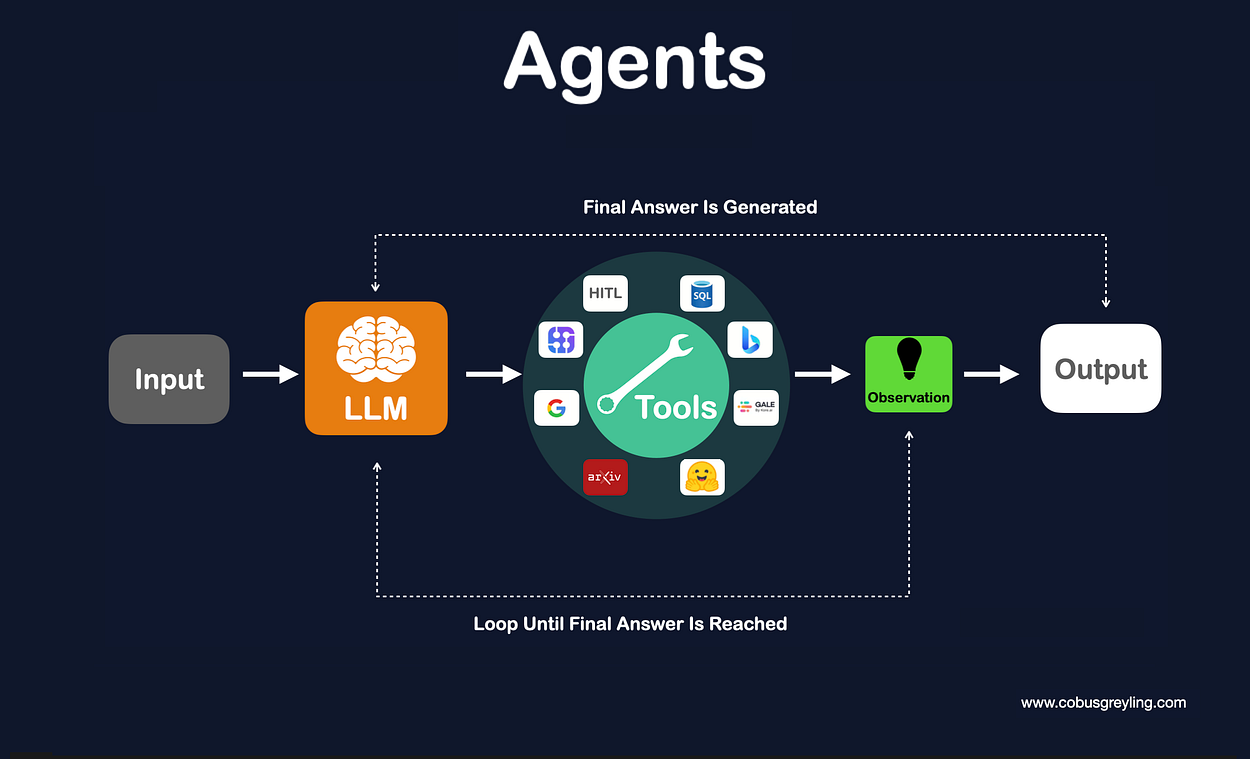 Agents
Final Answer Is Generated
HITL
SQL
Input
LLM
Tools
GALE
Observation
Output
arXiv
Loop Until Final Answer Is Reached
www.cobusgreyling.com